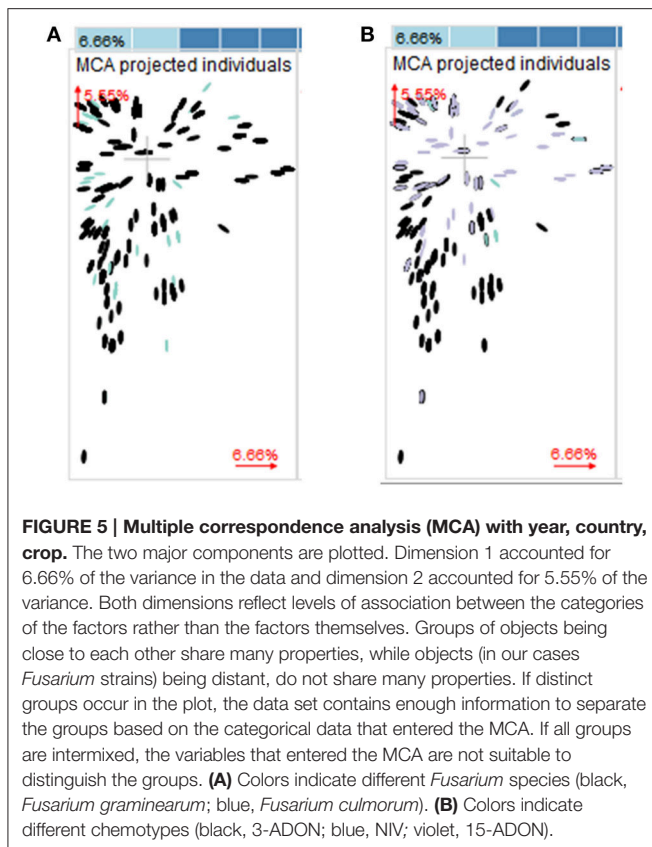 A
B
6.66%
6.66%
MCA projected individuals
MCA projected individuals
5.55%
5.55%
6.66%
6.66%
FIGURE 5 | Multiple correspondence analysis (MCA) with year, country,
crop. The two major components are plotted. Dimension 1 accounted for
6.66% of the variance in the data and dimension 2 accounted for 5.55% of the
variance. Both dimensions reflect levels of association between the categories
of the factors rather than the factors themselves. Groups of objects being
close to each other share many properties, while objects (in our cases
Fusarium strains) being distant, do not share many properties. If distinct
groups occur in the plot, the data set contains enough information to separate
the groups based on the categorical data that entered the MCA. If all groups
are intermixed, the variables that entered the MCA are not suitable to
distinguish the groups. (A) Colors indicate different Fusarium species (black,
Fusarium graminearum; blue, Fusarium culmorum). (B) Colors indicate
different chemotypes (black, 3-ADON; blue, NIV; violet, 15-ADON).